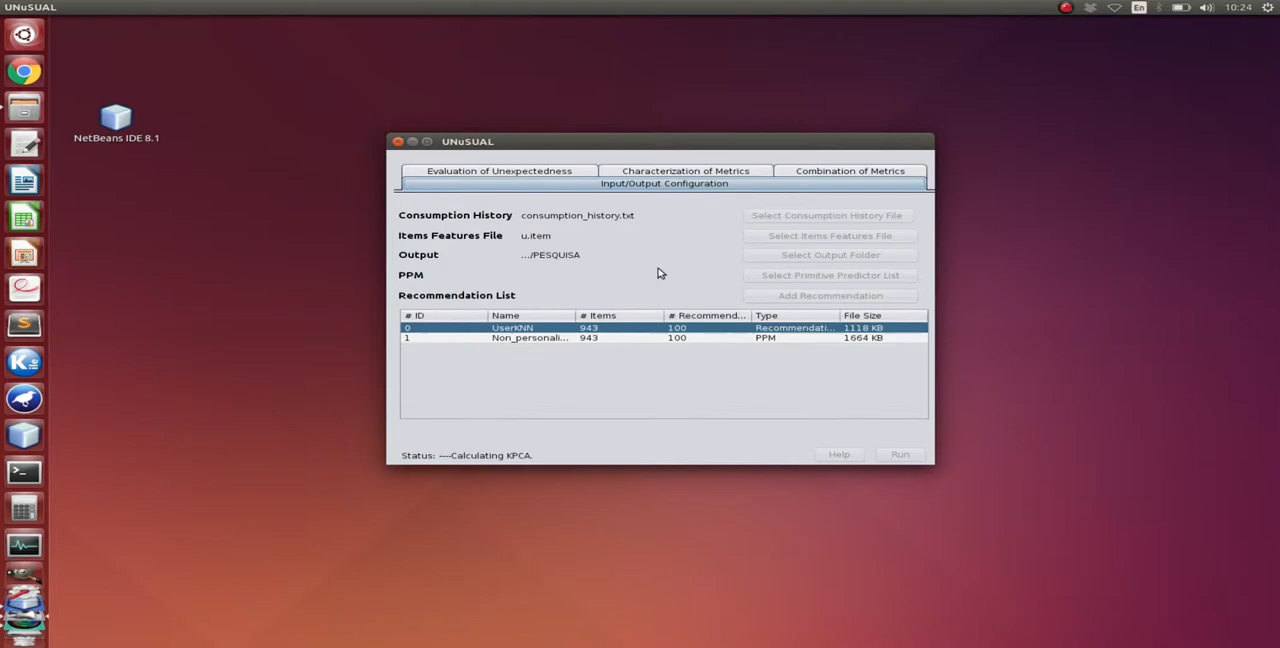 UNuSUAL
En
10:24
NetBeans IDE 8.1
UNuSUAL
Evaluation of Unexpectedness Characterization of Metrics Combination of Metrics
Input/Output Configuration
Consumption History consumption_history.txt Select Consumption History File
Items Features File u.item Select Items Features File
Output .../PESQUISA Select Output Folder
PPM Select Primitive Predictor List
Recommendation List Add Recommendation
# ID Name # Items # Recommend... Type File Size
0 UserKNN 943 100 Recommendati... 1118 KB
1 Non_personali... 943 100 PPM 1664 KB
Status: ----Calculating KPCA. Help Run